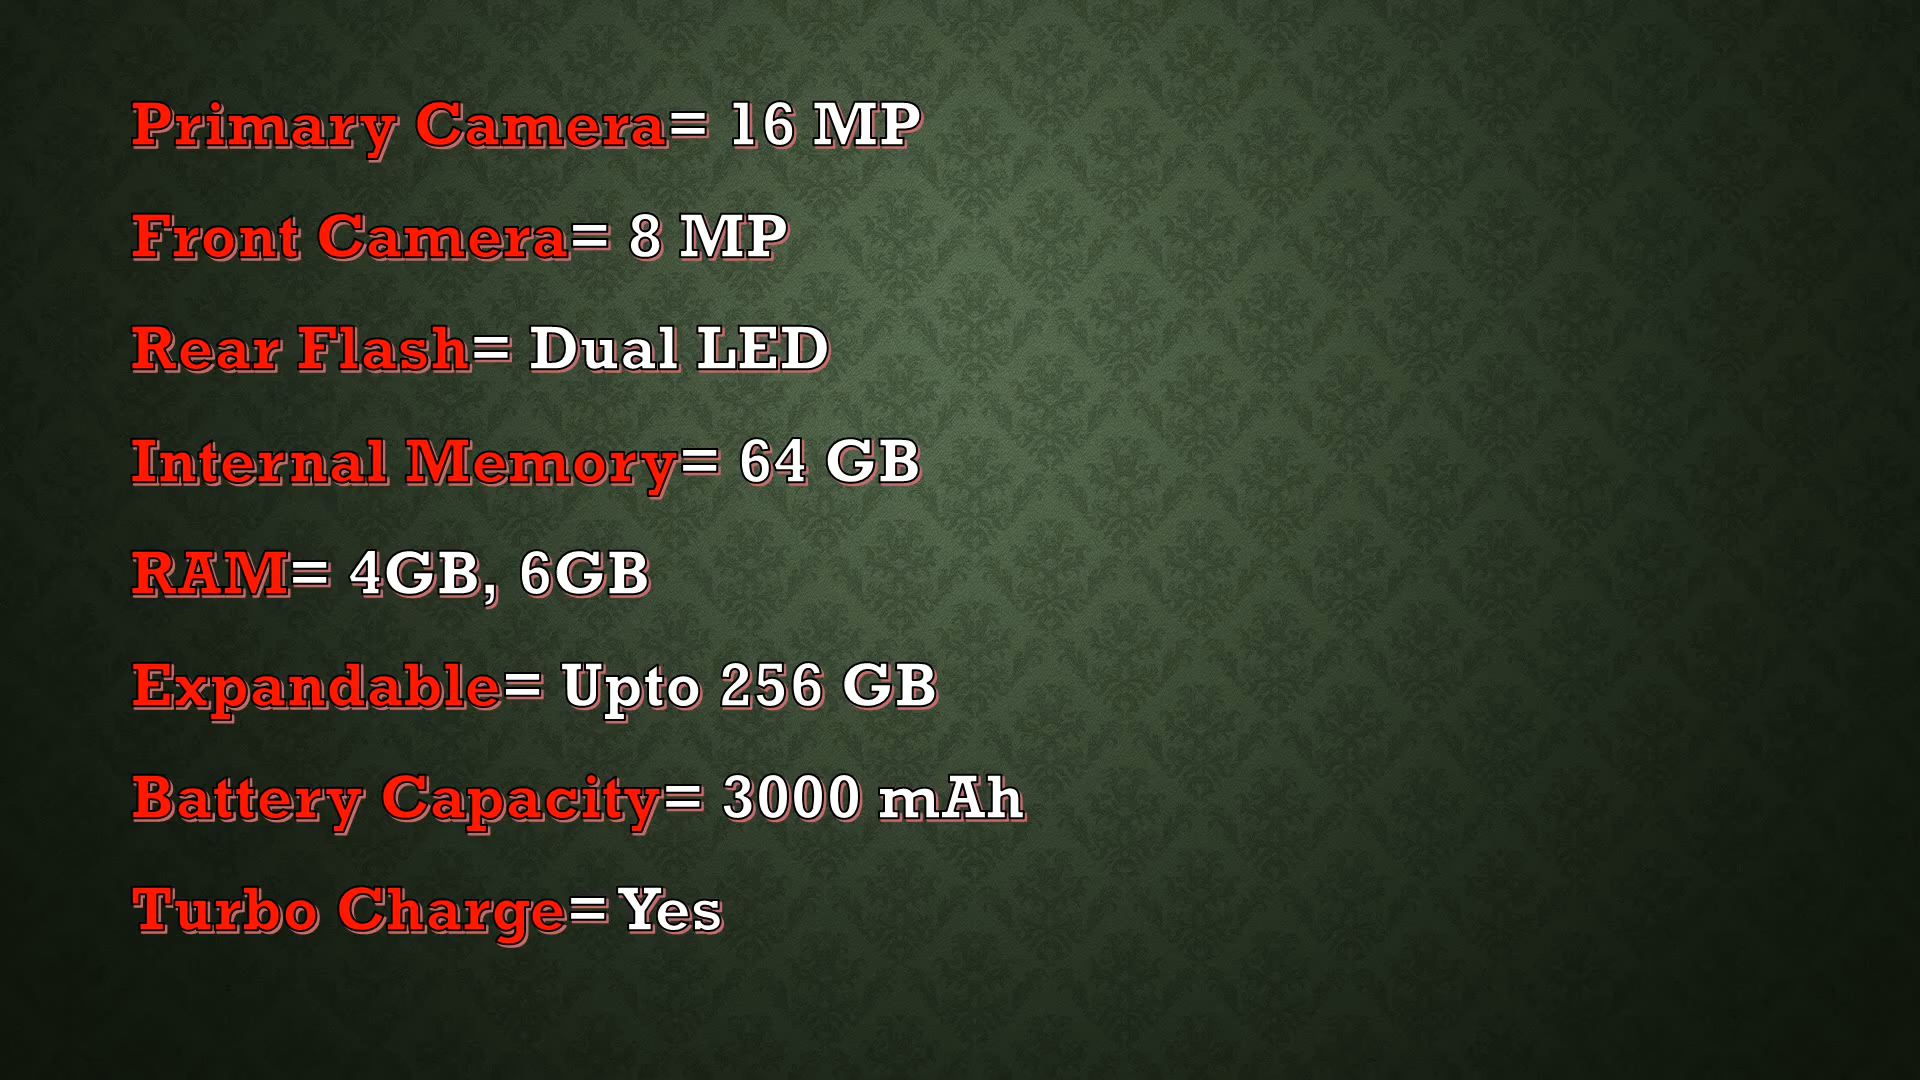 Primary Camera= 16 MP
Front Camera= 8 MP
Rear Flash= Dual LED
Internal Memory= 64 GB
RAM= 4GB, 6GB
Expandable= Upto 256 GB
Battery Capacity= 3000 mAh
Turbo Charge= Yes